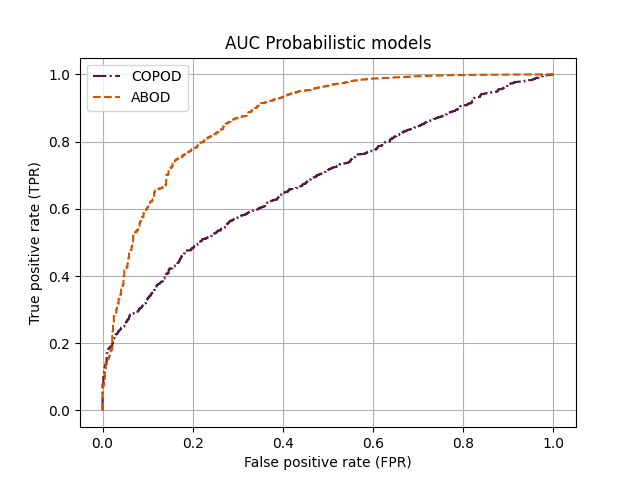 AUC Probabilistic models
COPOD
ABOD
1.0
0.8
0.6
0.4
0.2
0.0
True positive rate (TPR)
0.0 0.2 0.4 0.6 0.8 1.0
False positive rate (FPR)